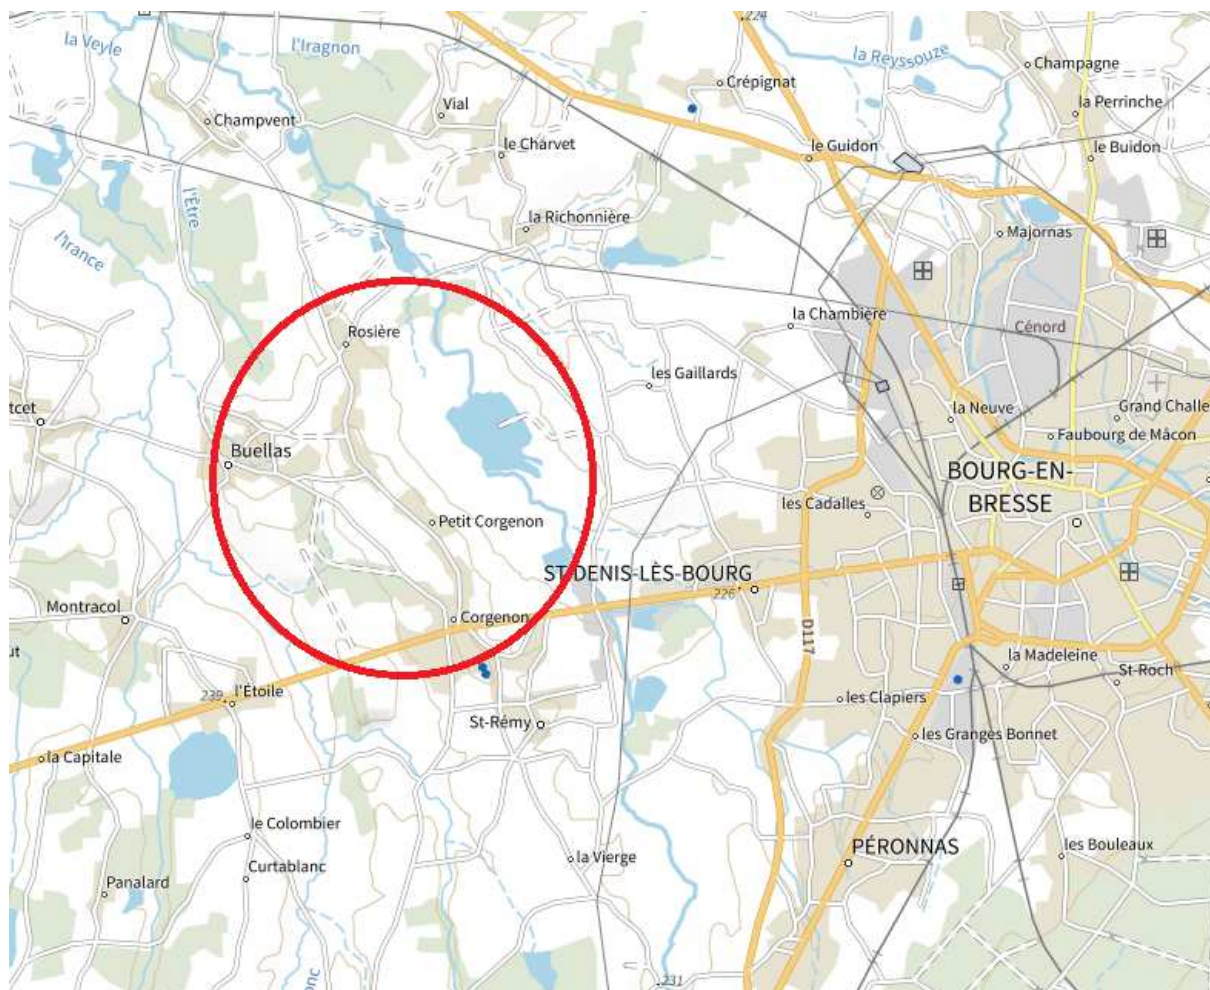 224
la Veyle
l'Iragnon
la Reyssouze
Champagne
Crépignat
Vial
la Perrinche
Champvent
le Charvet
le Guidon
le Buidon
l'Être
la Richonnière
Majornas
l'Irance
la Chambière
Cénord
Rosière
les Gaillards
la Neuve
Grand Challe
tcet
Faubourg de Mâcon
Buellas
BOURG-EN-
BRESSE
les Cadalles
Petit Corgenon
ST-DENIS-LÈS-BOURG
226
Montracol
Corgenon
D117
ut
la Madeleine
St-Roch
239
l'Étoile
les Clapiers
St-Rémy
les Granges Bonnet
la Capitale
le Colombier
la Vierge
PÉRONNAS
les Bouleaux
Curtablanc
Panalard
onc
231